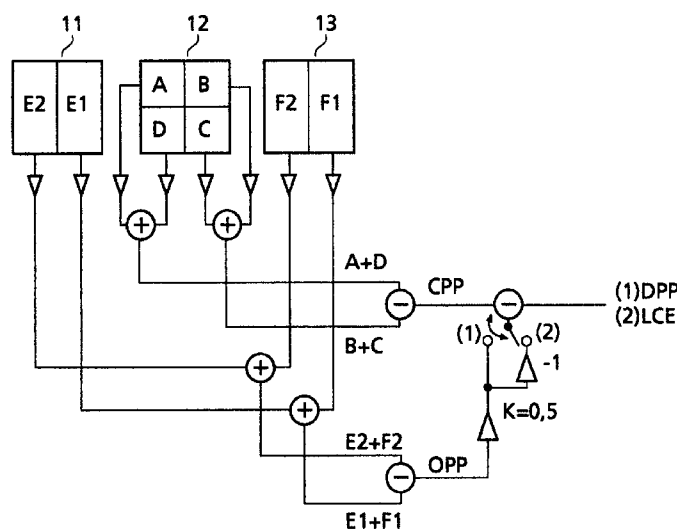 11 12 13
E2 E1 A B F2 F1
D C
A+D
CPP
(1)DPP
(2)LCE
(1) (2)
B+C
-1
K=0,5
E2+F2
OPP
E1+F1